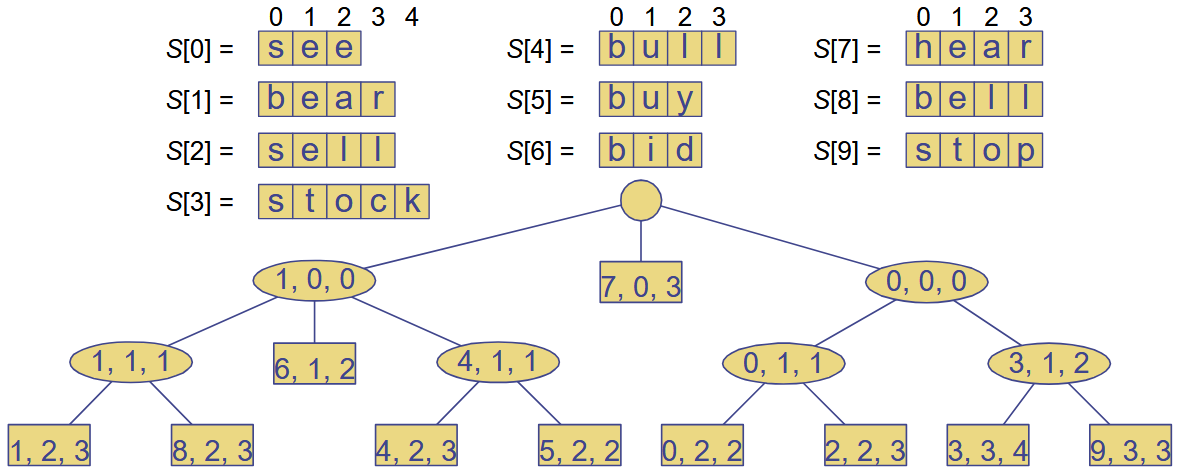 0 1 2 3 4 0 1 2 3 0 1 2 3
S[0] = s e e S[4] = b u l l S[7] = h e a r
S[1] = b e a r S[5] = b u y S[8] = b e l l
S[2] = s e l l S[6] = b i d S[9] = s t o p
S[3] = s t o c k
1, 0, 0 7, 0, 3 0, 0, 0
1, 1, 1 6, 1, 2 4, 1, 1 0, 1, 1 3, 1, 2
1, 2, 3 8, 2, 3 4, 2, 3 5, 2, 2 0, 2, 2 2, 2, 3 3, 3, 4 9, 3, 3